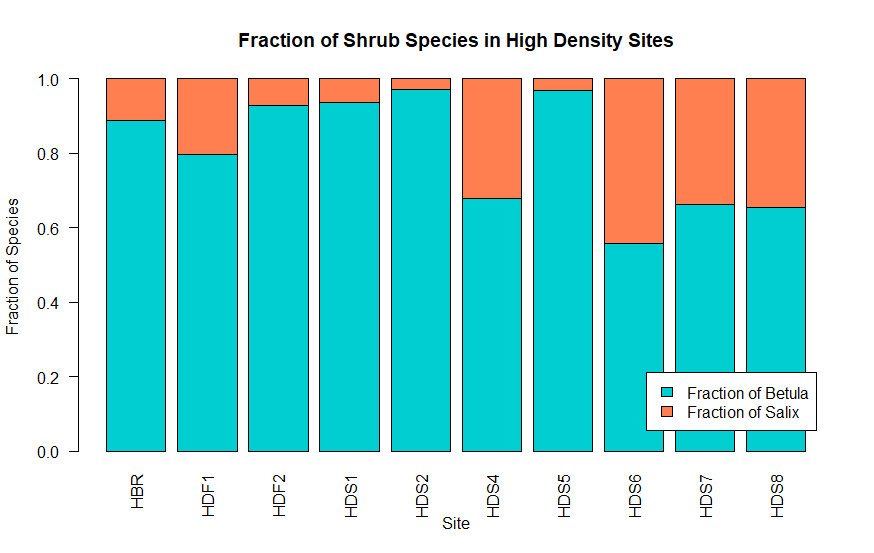 Fraction of Shrub Species in High Density Sites
Fraction of Species
1.0
0.8
0.6
0.4
0.2
0.0
Fraction of Betula
Fraction of Salix
HBR
HDF1
HDF2
HDS1
HDS2
HDS4
HDS5
HDS6
HDS7
HDS8
Site